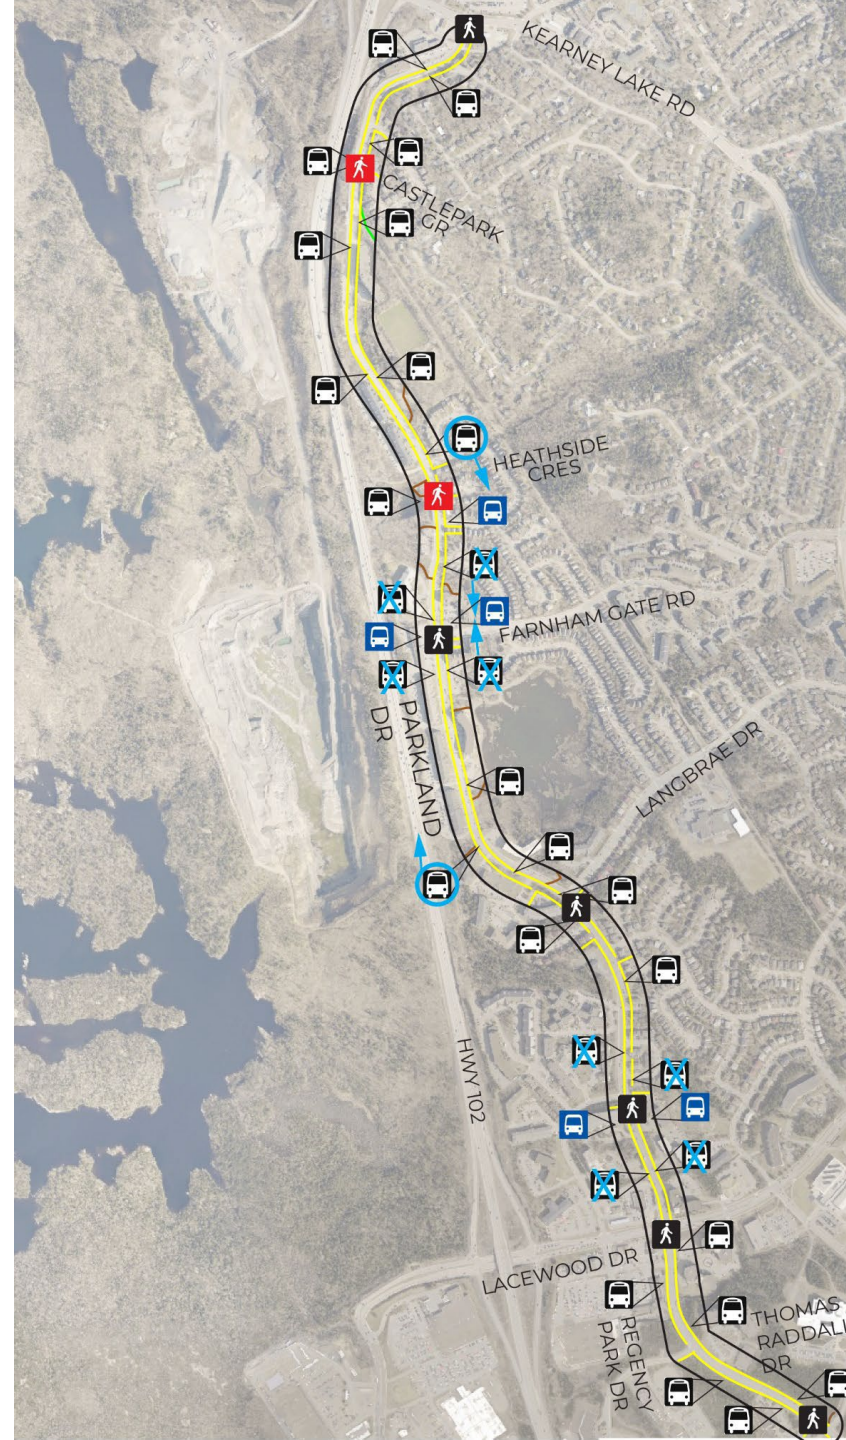 KEARNEY LAKE RD
CASTLEPARK
GR
HEATHSIDE
CRES
FARNHAM GATE RD
PARKLAND
DR
LANGBRAE DR
HWY 102
LACEWOOD DR
REGENCY
PARK DR
THOMAS
RADDALL
DR